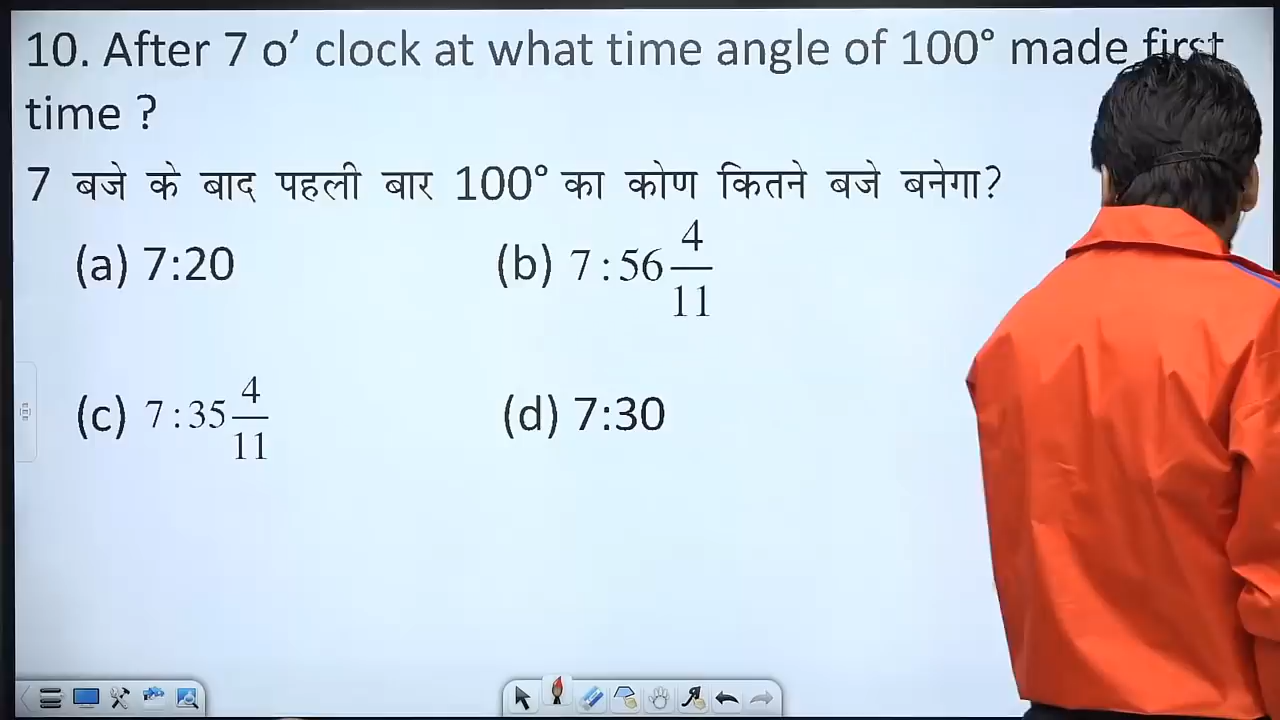 10. After 7 o’ clock at what time angle of 100° made first
time ?
7 बजे के बाद पहली बार 100° का कोण कितने बजे बनेगा?
(a) 7:20
(b) 7 : 56 4/11
(c) 7 : 35 4/11
(d) 7:30